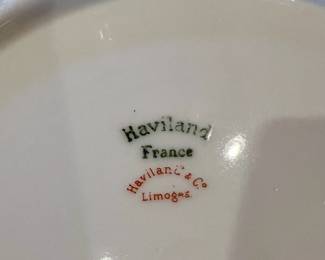 Haviland
France
Haviland & Co
Limoges